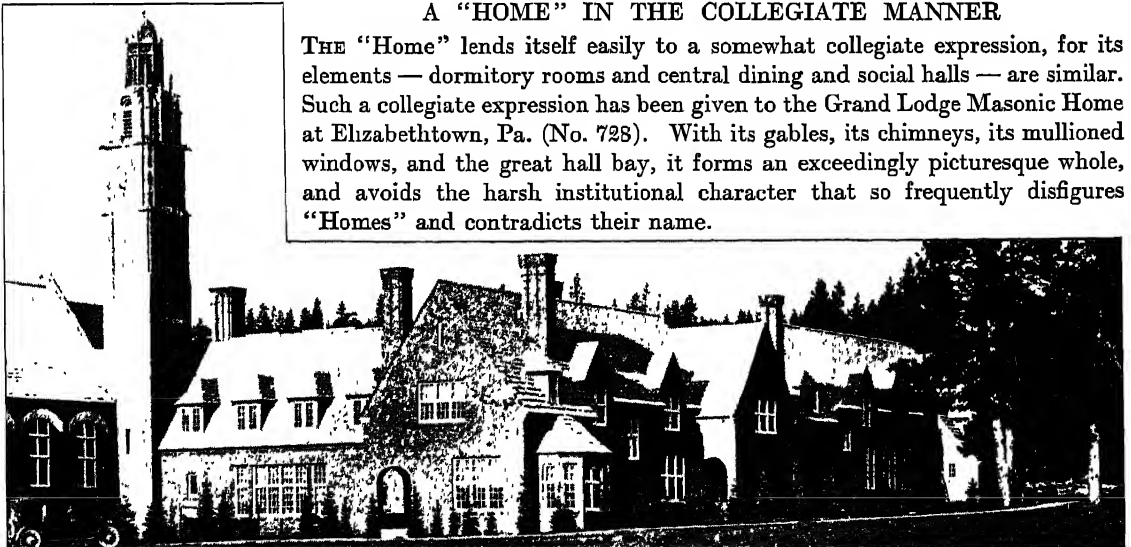 A “HOME” IN THE COLLEGIATE MANNER
THE “Home” lends itself easily to a somewhat collegiate expression, for its
elements — dormitory rooms and central dining and social halls — are similar.
Such a collegiate expression has been given to the Grand Lodge Masonic Home
at Elizabethtown, Pa. (No. 728). With its gables, its chimneys, its mullioned
windows, and the great hall bay, it forms an exceedingly picturesque whole,
and avoids the harsh institutional character that so frequently disfigures
“Homes” and contradicts their name.